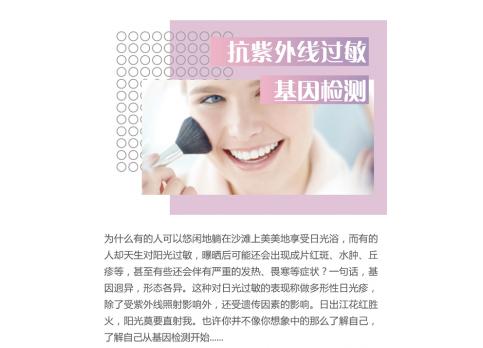 抗紫外线过敏
基因检测
为什么有的人可以悠闲地躺在沙滩上美美地享受日光浴，而有的
人却天生对阳光过敏，曝晒后可能还会出现成片红斑、水肿、丘
疹等，甚至有些还会伴有严重的发热、畏寒等症状？一句话，基
因迥异，形态各异。这种对日光过敏的表现称做多形性日光疹，
除了受紫外线照射影响外，还受遗传因素的影响。日出江花红胜
火，阳光莫要直射我。也许你并不像你想象中的那么了解自己，
了解自己从基因检测开始......